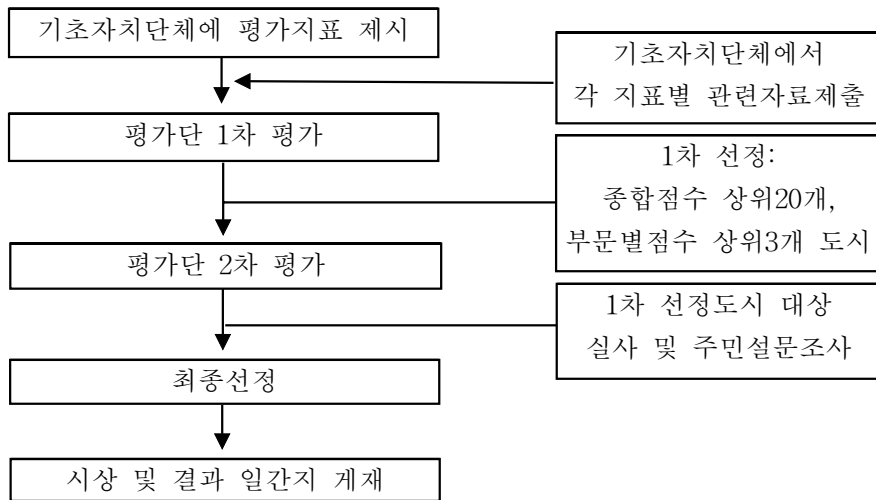 기초자치단체에 평가지표 제시
기초자치단체에서
각 지표별 관련자료제출
평가단 1차 평가
1차 선정:
종합점수 상위20개,
부문별점수 상위3개 도시
평가단 2차 평가
1차 선정도시 대상
실사 및 주민설문조사
최종선정
시상 및 결과 일간지 게재